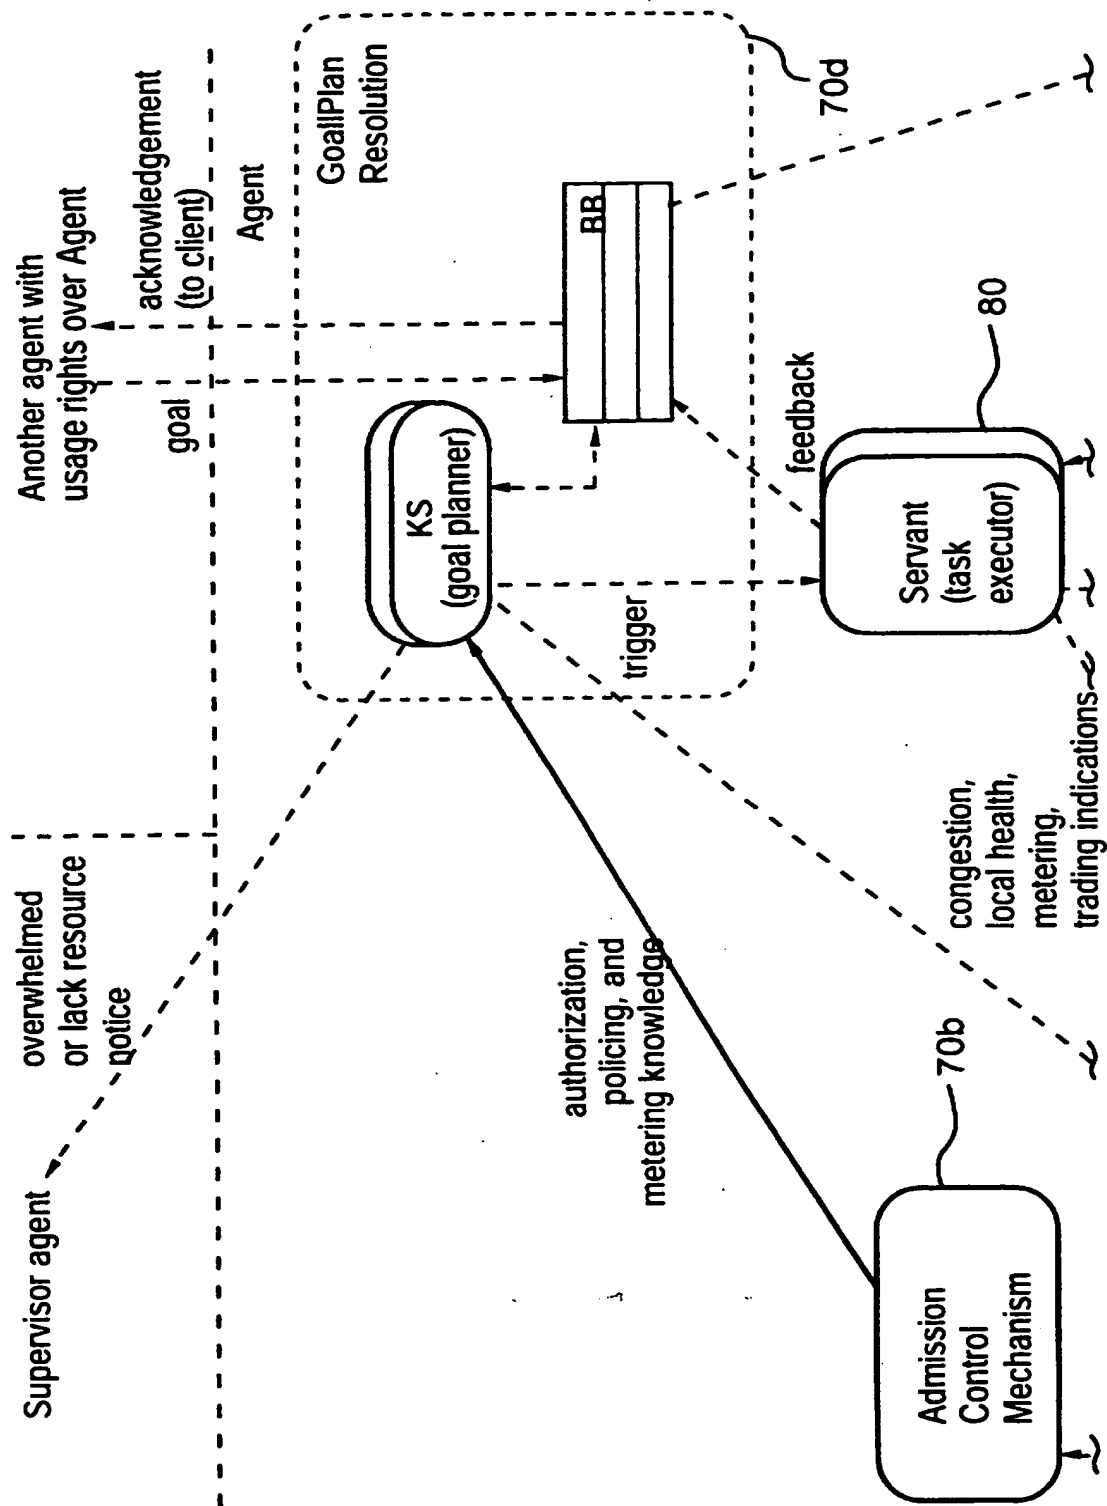 Supervisor agent
overwhelmed
or lack resource
notice
Another agent with
usage rights over Agent
goal
acknowledgement
(to client)
Agent
GoallPlan
Resolution
KS
(goal planner)
BB
70d
trigger
feedback
authorization,
policing, and
metering knowledge
Servant
(task
executor)
80
congestion,
local health,
metering,
trading indications
Admission
Control
Mechanism
70b